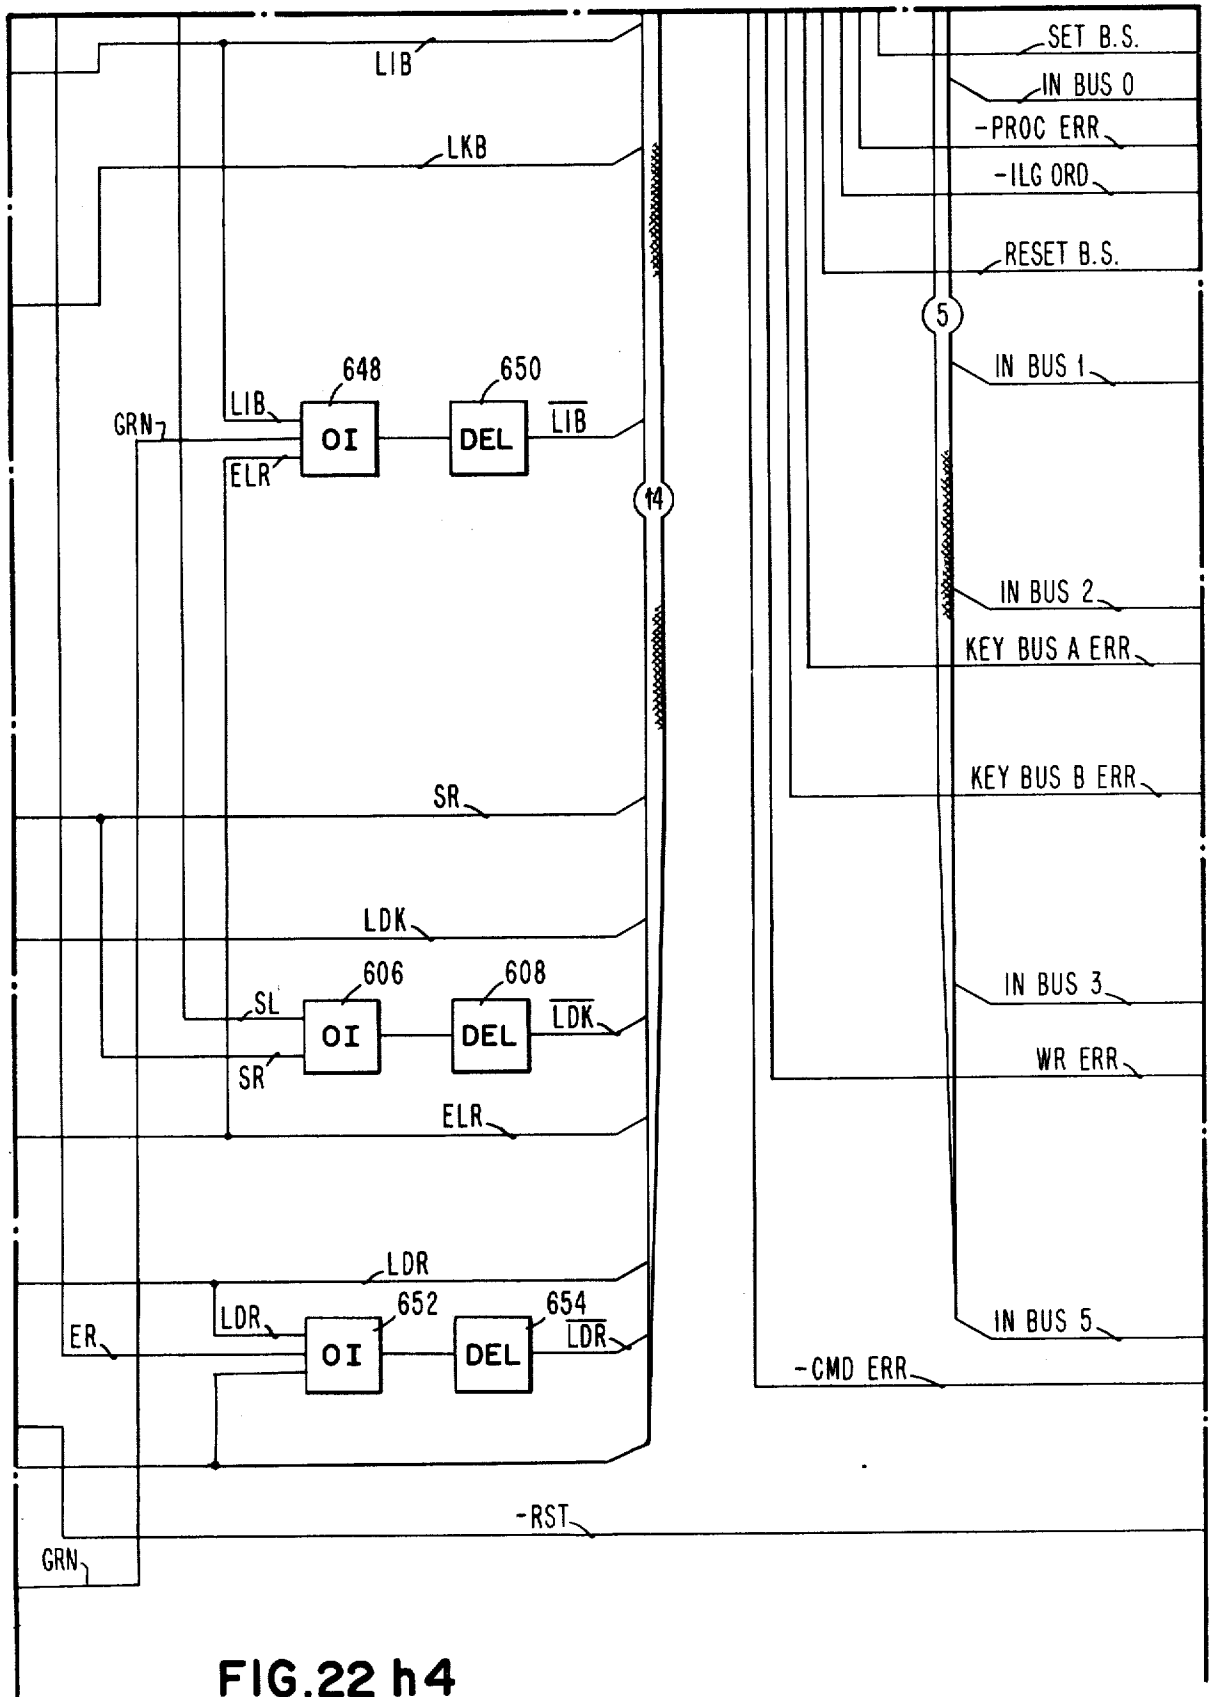 SET B.S.
LIB
IN BUS 0
-PROC ERR
LKB
-ILG ORD
RESET B.S.
5
648
650
IN BUS 1
LIB
GRN
OI
DEL
L̅I̅B̅
ELR
14
IN BUS 2
KEY BUS A ERR
KEY BUS B ERR
SR
LDK
606
608
SL
OI
DEL
L̅D̅K̅
IN BUS 3
SR
WR ERR
ELR
LDR
652
654
LDR
ER
OI
DEL
L̅D̅R̅
IN BUS 5
-CMD ERR
-RST
GRN
FIG.22 h4